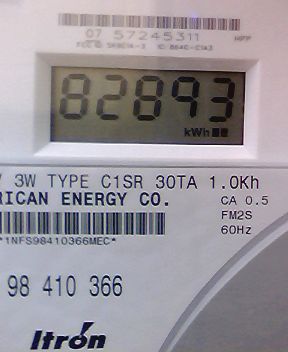 07 57245311
82893
kWh
3W TYPE C1SR 30TA 1.0Kh
RICAN ENERGY CO.
CA 0.5
FM2S
60Hz
*1NFS98410366MEC*
98 410 366
Itron